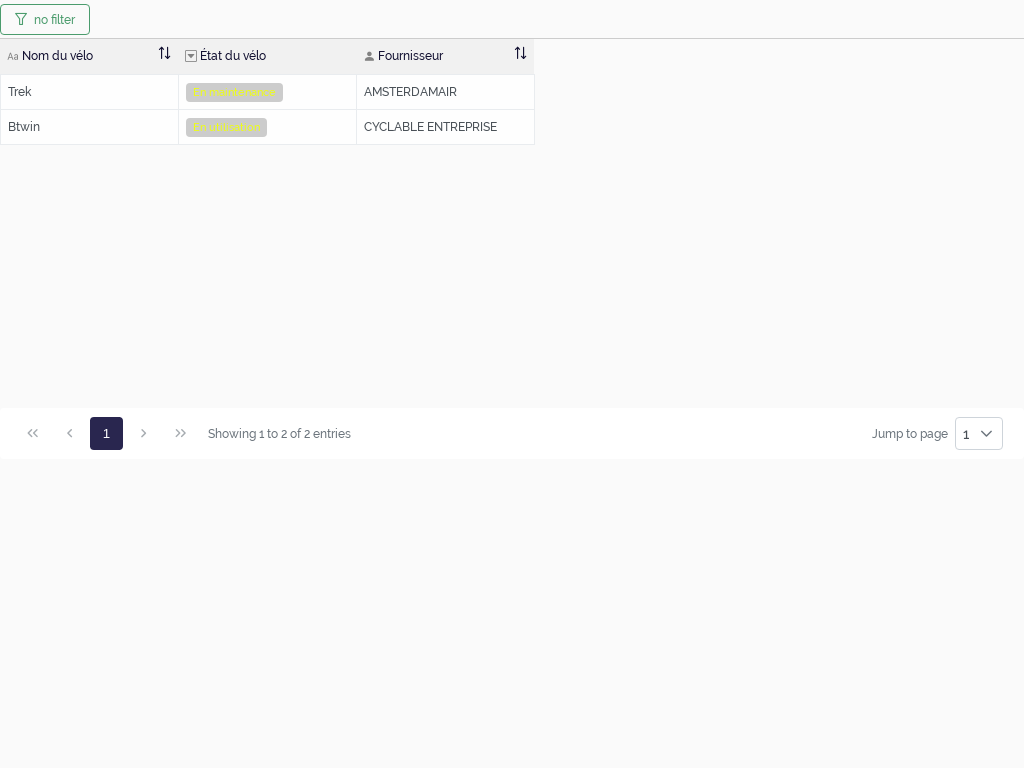 no filter
Aa Nom du vélo État du vélo Fournisseur
Trek En maintenance AMSTERDAMAIR
Btwin En utilisation CYCLABLE ENTREPRISE
1 Showing 1 to 2 of 2 entries Jump to page 1